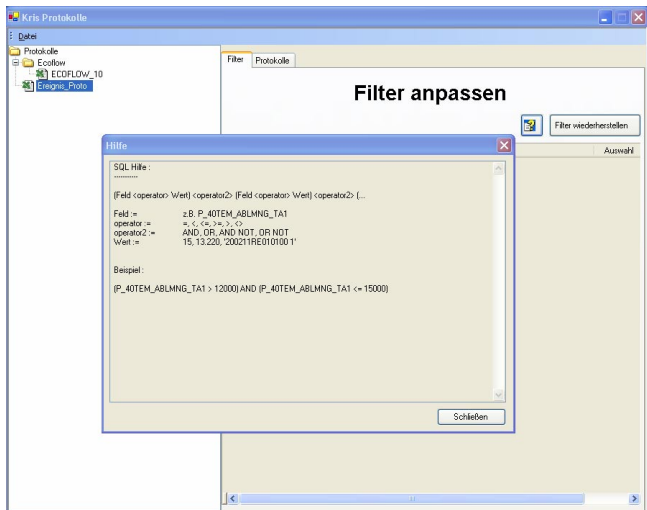 Kris Protokolle
Datei
Protokolle
Ecoflow
ECOFLOW_10
Ereignis_Proto
Filter
Protokolle
Filter anpassen
Filter wiederherstellen
Auswahl
Hilfe
SQL Hilfe :
-----------
(Feld <operator> Wert) <operator2> (Feld <operator> Wert) <operator2> (...
Feld := z.B. P_40TEM_ABLMNG_TA1
operator := =, <, <=, >=, >, <>
operator2 := AND, OR, AND NOT, OR NOT
Wert := 15, 13.220, '200211RE010100 1'
Beispiel :
(P_40TEM_ABLMNG_TA1 > 12000) AND (P_40TEM_ABLMNG_TA1 <= 15000)
Schließen